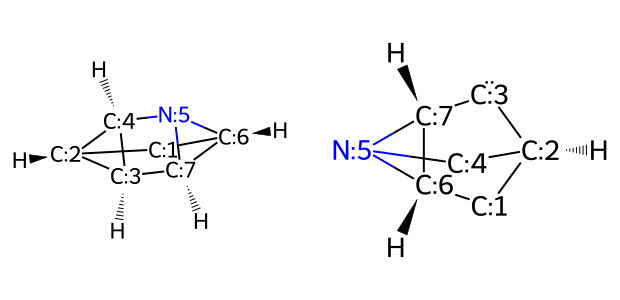 H
C:4 N:5
H C:2 C:1 C:6 H
C:3 C:7
H H
H
C:7 C̈:3
N:5 C:4 C:2 H
C:6 C:1
H